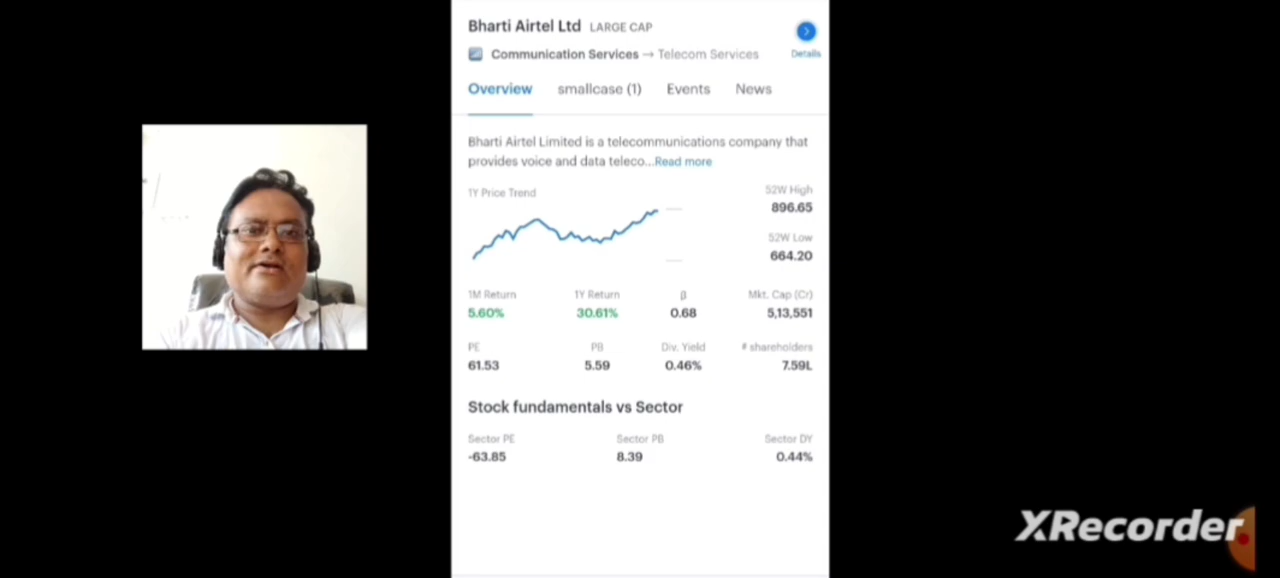 Bharti Airtel Ltd LARGE CAP
Details
Communication Services → Telecom Services
Overview smallcase (1) Events News
Bharti Airtel Limited is a telecommunications company that
provides voice and data teleco...Read more
1Y Price Trend
52W High
896.65
52W Low
664.20
1M Return 1Y Return β Mkt. Cap (Cr)
5.60% 30.61% 0.68 5,13,551
PE PB Div. Yield # shareholders
61.53 5.59 0.46% 7.59L
Stock fundamentals vs Sector
Sector PE Sector PB Sector DY
-63.85 8.39 0.44%
XRecorder